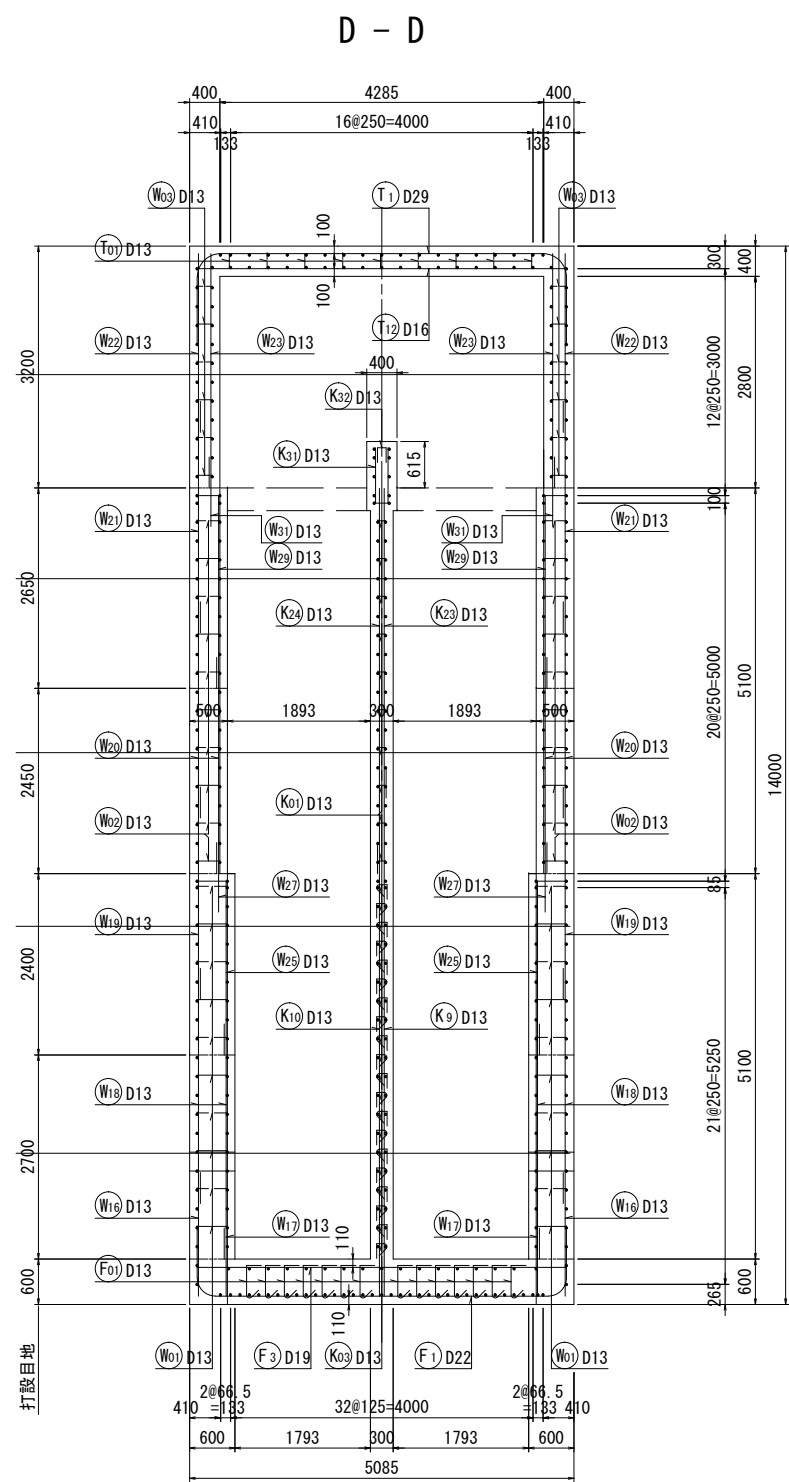 D - D
400 4285 400
410 16@250=4000 410
133 133
W03 D13 T1 D29 W03 D13
T01 D13 100 300 400
100
W22 D13 W23 D13 T12 D16 W23 D13 W22 D13
3200 400 12@250=3000 2800
K32 D13
K31 D13 615
100
W21 D13 W31 D13 W31 D13 W21 D13
W29 D13 W29 D13
2650
K24 D13 K23 D13
20@250=5000 5100
500 1893 300 1893 500
W20 D13 W20 D13 14000
2450
K01 D13
W02 D13 W02 D13
W27 D13 W27 D13 85
W19 D13 W19 D13
2400 W25 D13 W25 D13
K10 D13 K9 D13
W18 D13 W18 D13 21@250=5250 5100
2700
W16 D13 W17 D13 W17 D13 W16 D13
110
F01 D13
600 265 600
110
打設目地
W01 D13 F3 D19 K03 D13 F1 D22 W01 D13
2@66.5 2@66.5
410 =133 32@125=4000 =133 410
600 1793 300 1793 600
5085